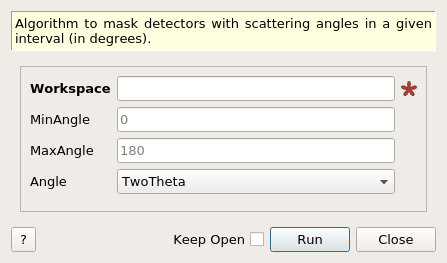 Algorithm to mask detectors with scattering angles in a given
interval (in degrees).
Workspace *
MinAngle 0
MaxAngle 180
Angle TwoTheta
? Keep Open Run Close